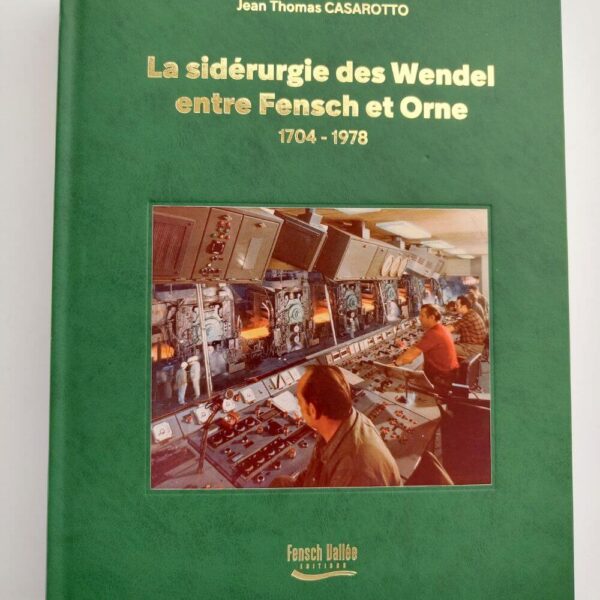 Jean Thomas CASAROTTO
La sidérurgie des Wendel
entre Fensch et Orne
1704 - 1978
Fensch Vallée
EDITIONS